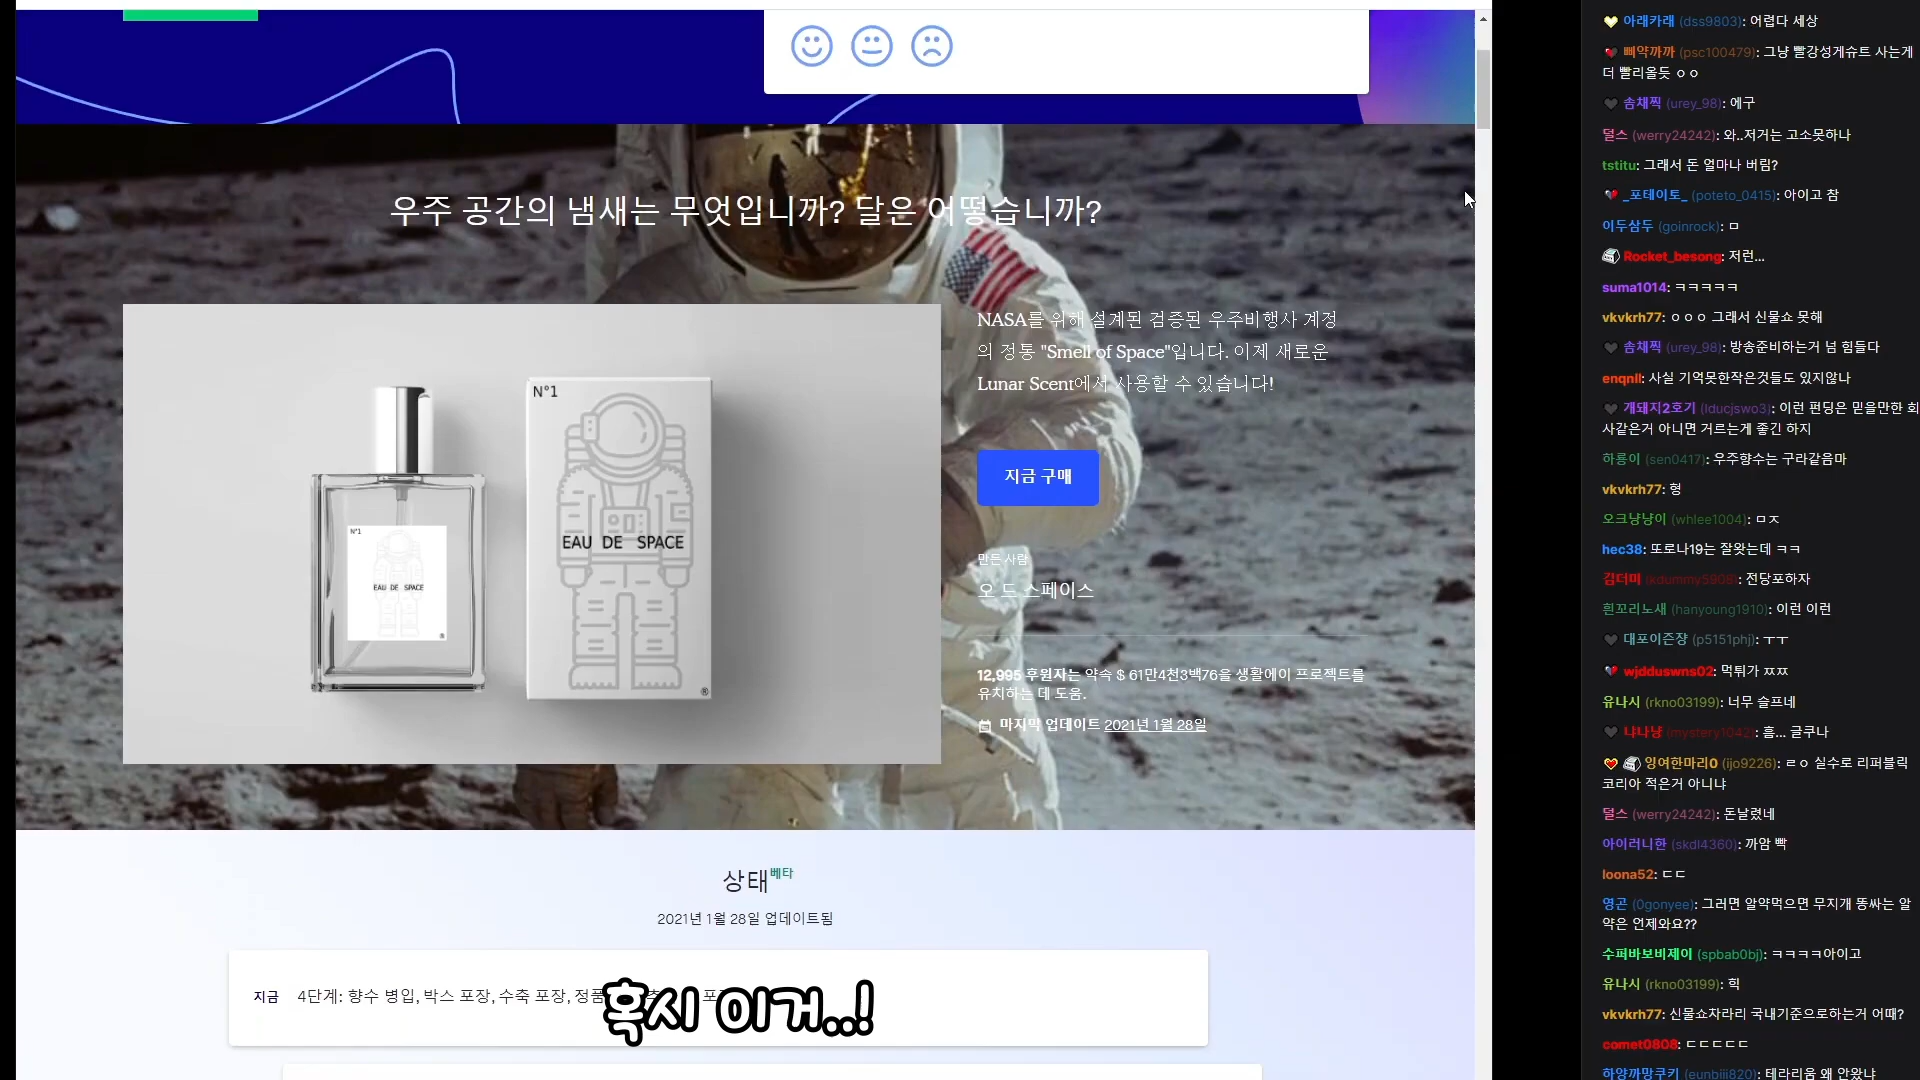 우주 공간의 냄새는 무엇입니까? 달은 어떻습니까?
N°1
EAU DE SPACE
®
N°1
EAU DE SPACE
®
NASA를 위해 설계된 검증된 우주비행사 계정
의 정통 "Smell of Space"입니다. 이제 새로운
Lunar Scent에서 사용할 수 있습니다!
지금 구매
만든 사람
오 드 스페이스
12,995 후원자는 약속 $ 61만4천3백76을 생활에이 프로젝트를
유치하는 데 도움.
마지막 업데이트 2021년 1월 28일
상태베타
2021년 1월 28일 업데이트됨
지금 4단계: 향수 병입, 박스 포장, 수축 포장, 정품
혹시 이거..!
아래카래 (dss9803): 어렵다 세상
삐약까까 (psc100479): 그냥 빨강성게슈트 사는게
더 빨리올듯 ㅇㅇ
솜채찍 (urey_98): 에구
덜스 (werry24242): 와..저거는 고소못하나
tstitu: 그래서 돈 얼마나 버림?
_포테이토_ (poteto_0415): 아이고 참
이두삼두 (goinrock): ㅁ
Rocket_besong: 저런...
suma1014: ㅋㅋㅋㅋㅋ
vkvkrh77: ㅇㅇㅇ 그래서 신물쇼 못해
솜채찍 (urey_98): 방송준비하는거 넘 힘들다
enqnll: 사실 기억못한작은것들도 있지않나
개돼지2호기 (lducjswo3): 이런 펀딩은 믿을만한 회
사같은거 아니면 거르는게 좋긴 하지
하룡이 (sen0417): 우주향수는 구라같음마
vkvkrh77: 형
오크냥냥이 (whlee1004): ㅁㅈ
hec38: 또로나19는 잘왓는데 ㅋㅋ
김더미 (kdummy5908): 전당포하자
흰꼬리노새 (hanyoung1910): 이런 이런
대포이즌쟝 (p5151phj): ㅜㅜ
wjdduswns02: 먹튀가 ㅉㅉ
유나시 (rkno03199): 너무 슬프네
냐냐냥 (mystery1042): 흠... 글쿠나
잉여한마리0 (ijo9226): ㄹㅇ 실수로 리퍼블릭
코리아 적은거 아니냐
덜스 (werry24242): 돈날렸네
아이러니한 (skdl4360): 까암 빡
loona52: ㄷㄷ
영곤 (0gonyee): 그러면 알약먹으면 무지개 똥싸는 알
약은 언제와요??
수퍼바보비제이 (spbab0bj): ㅋㅋㅋㅋ아이고
유나시 (rkno03199): 힉
vkvkrh77: 신물쇼차라리 국내기준으로하는거 어때?
comet0808: ㄷㄷㄷㄷㄷ
하양까망쿠키 (eunbiii820): 테라리움 왜 안왔냐